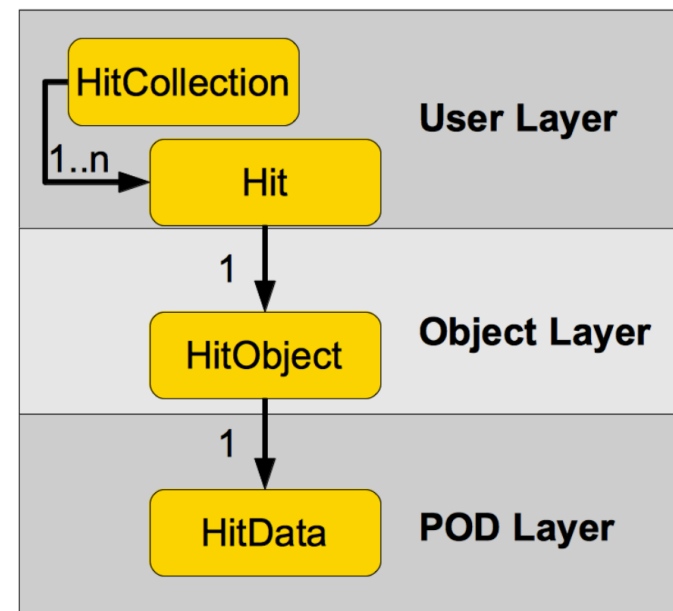 HitCollection
User Layer
1..n
Hit
1
HitObject
Object Layer
1
HitData
POD Layer